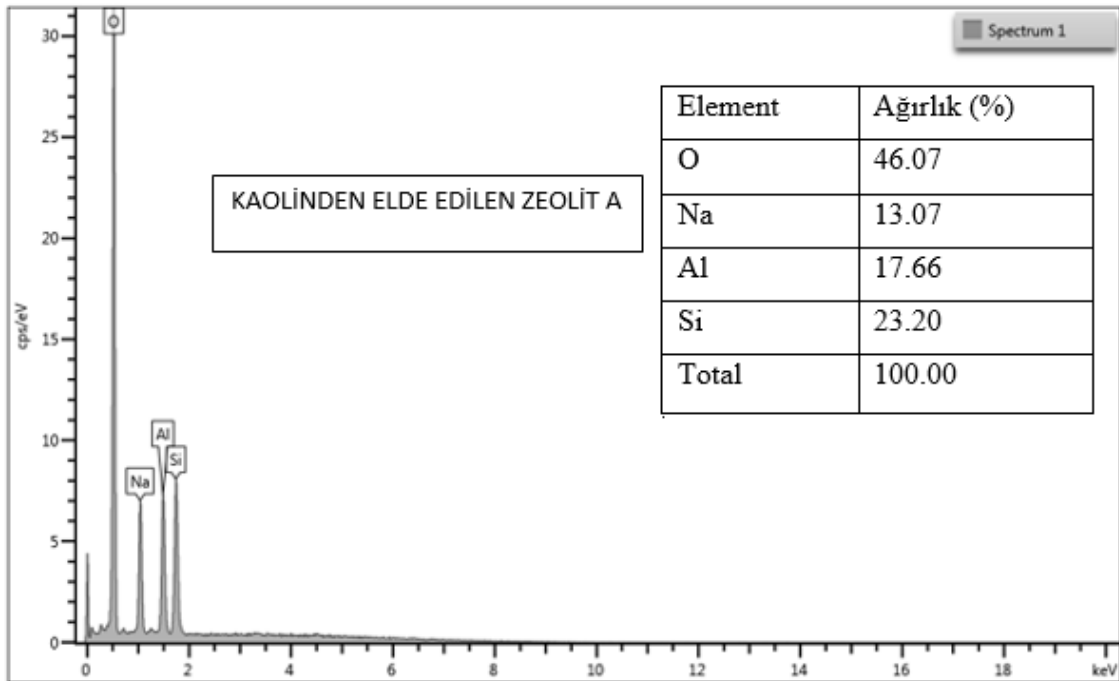 Spectrum 1
Element Ağırlık (%)
O 46.07
Na 13.07
Al 17.66
Si 23.20
Total 100.00
KAOLİNDEN ELDE EDİLEN ZEOLİT A
cps/eV
30
25
20
15
10
5
0
O
Na
Al
Si
0 2 4 6 8 10 12 14 16 18 keV